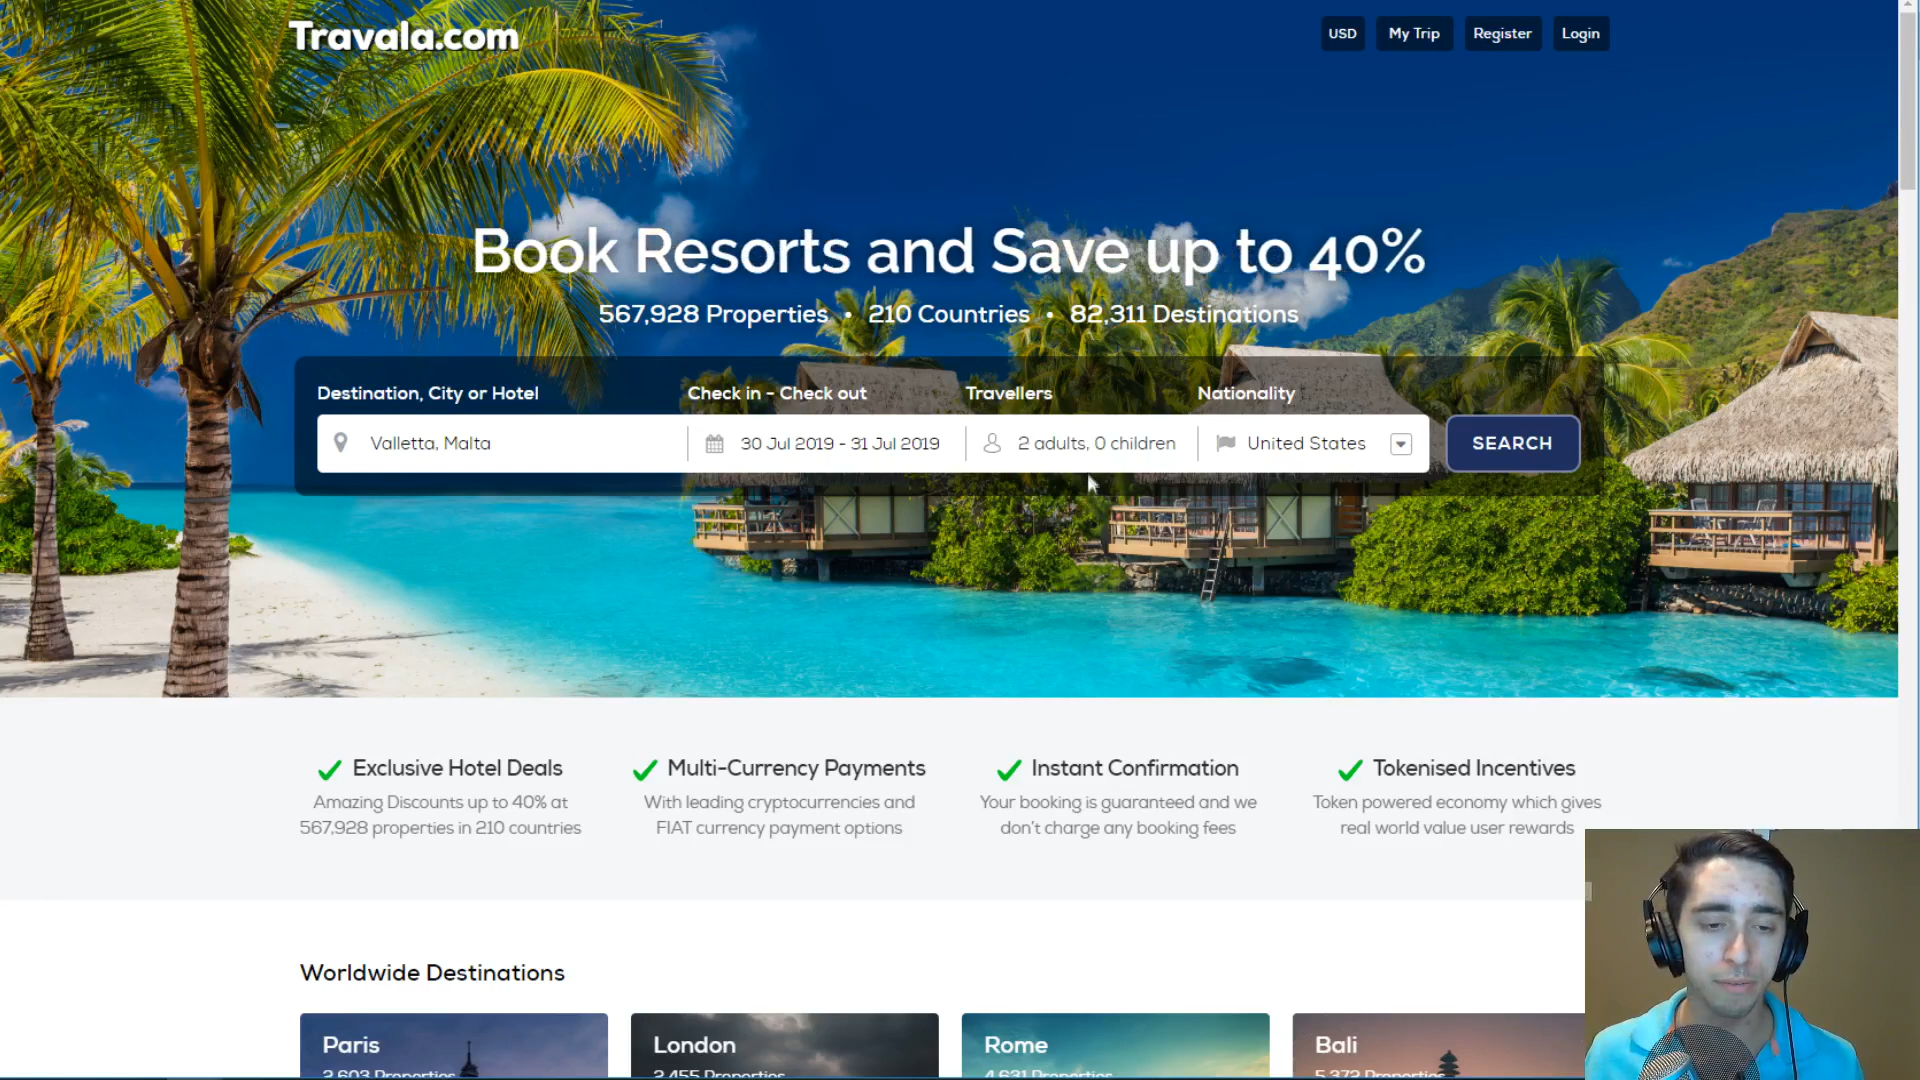 Travala.com
USD
My Trip
Register
Login
Book Resorts and Save up to 40%
567,928 Properties • 210 Countries • 82,311 Destinations
Destination, City or Hotel
Check in - Check out
Travellers
Nationality
Valletta, Malta
30 Jul 2019 - 31 Jul 2019
2 adults, 0 children
United States
SEARCH
Exclusive Hotel Deals
Amazing Discounts up to 40% at
567,928 properties in 210 countries
Multi-Currency Payments
With leading cryptocurrencies and
FIAT currency payment options
Instant Confirmation
Your booking is guaranteed and we
don't charge any booking fees
Tokenised Incentives
Token powered economy which gives
real world value user rewards
Worldwide Destinations
Paris
2,603 Properties
London
2,455 Properties
Rome
4,631 Properties
Bali
5,372 Properties